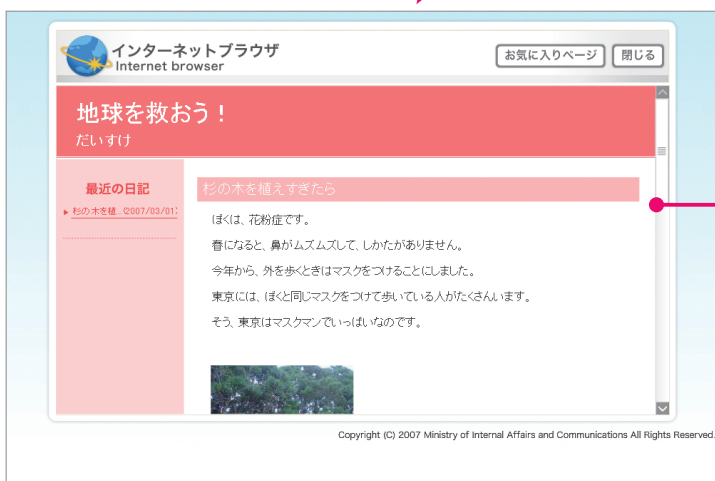 インターネットブラウザ
Internet browser
お気に入りページ
閉じる
地球を救おう！
だいすけ
最近の日記
杉の木を植...(2007/03/01)
杉の木を植えすぎたら
ぼくは、花粉症です。
春になると、鼻がムズムズして、しかたがありません。
今年から、外を歩くときはマスクをつけることにしました。
東京には、ぼくと同じマスクをつけて歩いている人がたくさんいます。
そう、東京はマスクマンでいっぱいなのです。
Copyright (C) 2007 Ministry of Internal Affairs and Communications All Rights Reserved.